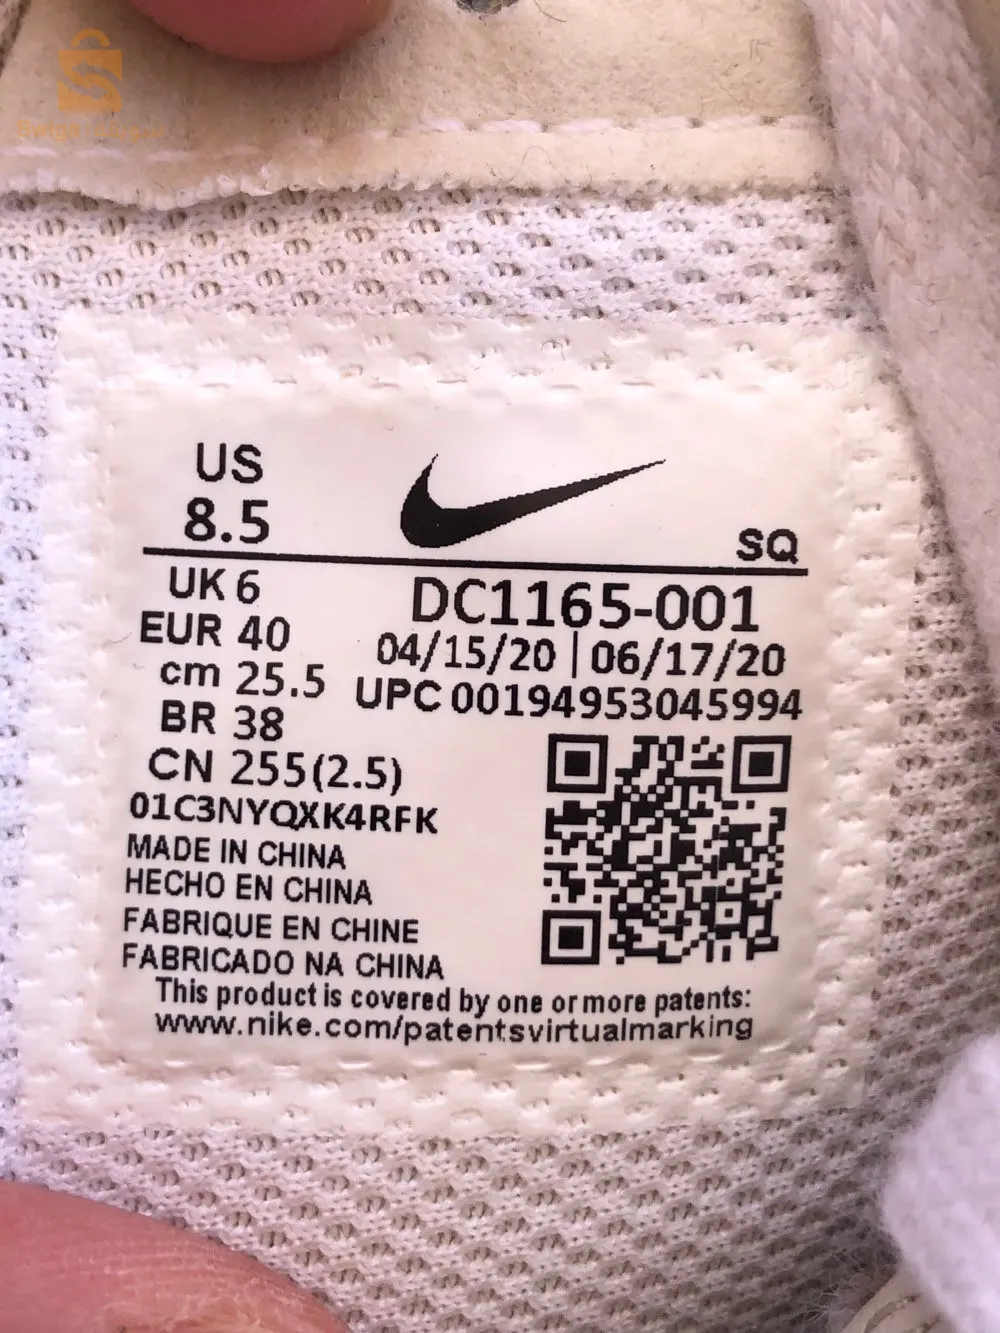 US
8.5
SQ
UK 6
EUR 40
cm 25.5
BR 38
CN 255(2.5)
DC1165-001
04/15/20 | 06/17/20
UPC 00194953045994
01C3NYQXK4RFK
MADE IN CHINA
HECHO EN CHINA
FABRIQUE EN CHINE
FABRICADO NA CHINA
This product is covered by one or more patents:
www.nike.com/patentsvirtualmarking